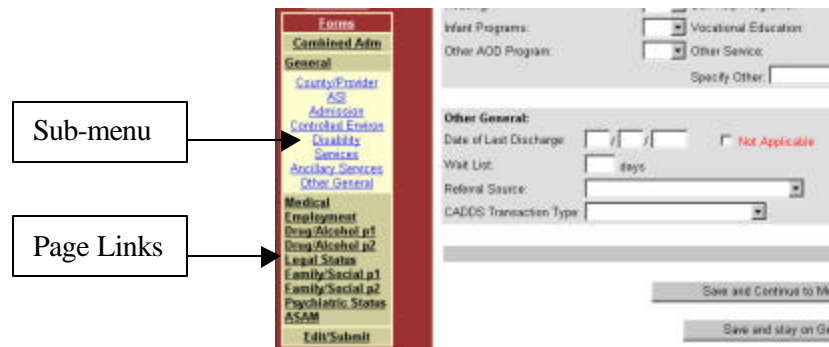 Forms
Combined Adm
General
County/Provider
ASI
Admission
Controlled Environ
Disability
Services
Ancillary Services
Other General
Medical
Employment
Drug/Alcohol p1
Drug/Alcohol p2
Legal Status
Family/Social p1
Family/Social p2
Psychiatric Status
ASAM
Edit/Submit
Sub-menu
Page Links
Infant Programs: Vocational Education
Other AOD Program: Other Service:
Specify Other:
Other General:
Date of Last Discharge / / Not Applicable
Wait List: days
Referral Source:
CADDS Transaction Type
Save and Continue to Me
Save and stay on Ge